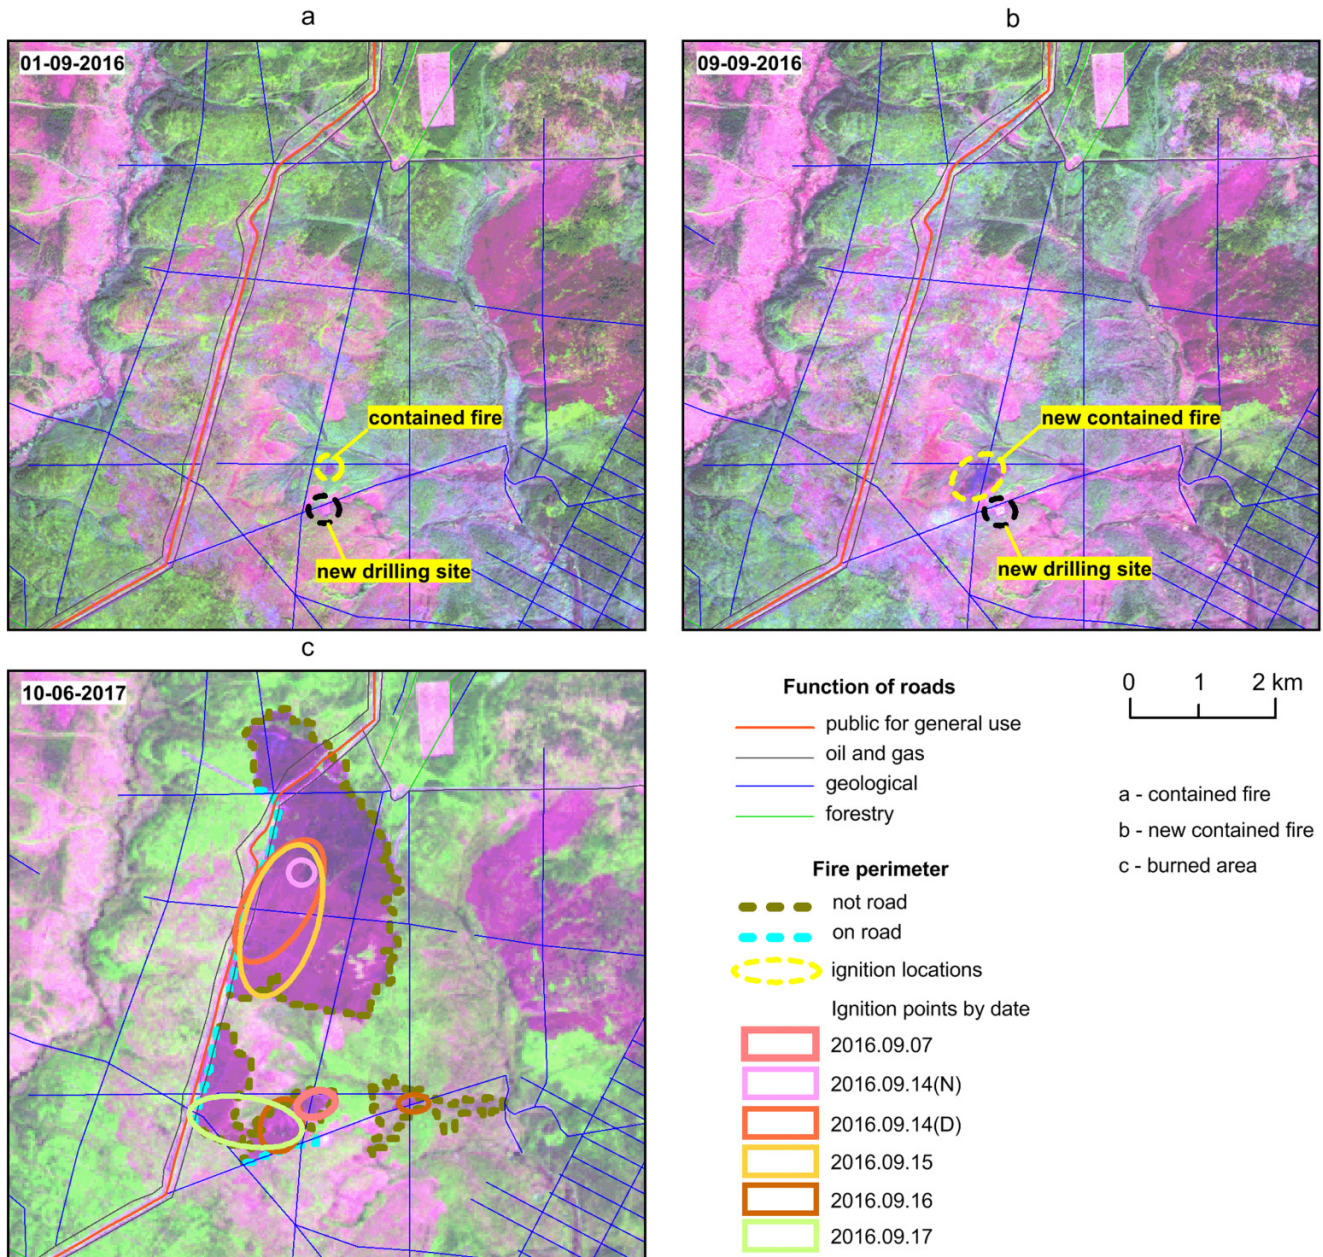 a
b
01-09-2016
09-09-2016
contained fire
new contained fire
new drilling site
new drilling site
c
10-06-2017
Function of roads
public for general use
oil and gas
geological
forestry
0 1 2 km
a - contained fire
b - new contained fire
c - burned area
Fire perimeter
not road
on road
ignition locations
Ignition points by date
2016.09.07
2016.09.14(N)
2016.09.14(D)
2016.09.15
2016.09.16
2016.09.17